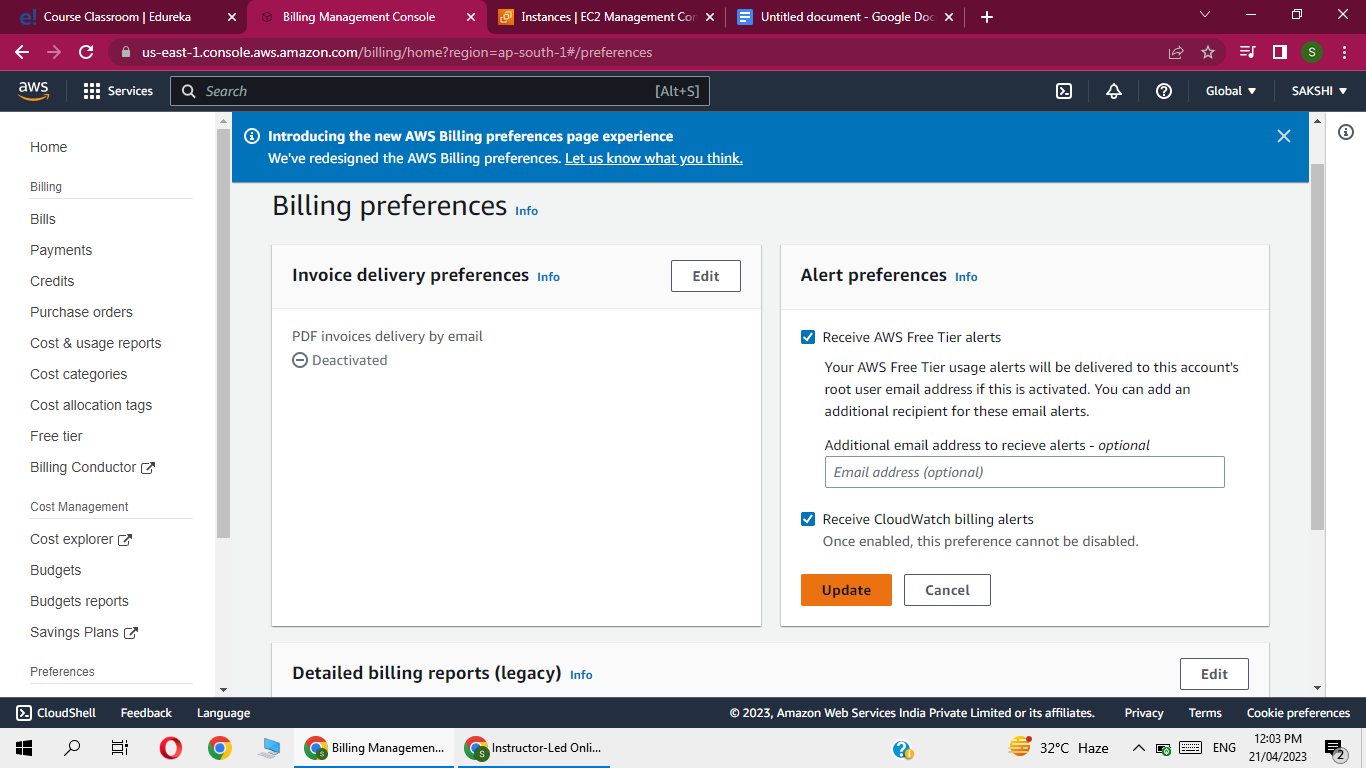 Course Classroom | Edureka
Billing Management Console
Instances | EC2 Management Con
Untitled document - Google Doc
us-east-1.console.aws.amazon.com/billing/home?region=ap-south-1#/preferences
S
aws
Services
Search
[Alt+S]
Global
SAKSHI
Home
Billing
Bills
Payments
Credits
Purchase orders
Cost & usage reports
Cost categories
Cost allocation tags
Free tier
Billing Conductor
Cost Management
Cost explorer
Budgets
Budgets reports
Savings Plans
Preferences
Introducing the new AWS Billing preferences page experience
We've redesigned the AWS Billing preferences. Let us know what you think.
Billing preferences Info
Invoice delivery preferences Info
Edit
PDF invoices delivery by email
Deactivated
Alert preferences Info
Receive AWS Free Tier alerts
Your AWS Free Tier usage alerts will be delivered to this account's
root user email address if this is activated. You can add an
additional recipient for these email alerts.
Additional email address to recieve alerts - optional
Email address (optional)
Receive CloudWatch billing alerts
Once enabled, this preference cannot be disabled.
Update
Cancel
Detailed billing reports (legacy) Info
Edit
CloudShell
Feedback
Language
© 2023, Amazon Web Services India Private Limited or its affiliates.
Privacy
Terms
Cookie preferences
Billing Managemen...
Instructor-Led Onli...
32°C Haze
ENG
12:03 PM
21/04/2023
2